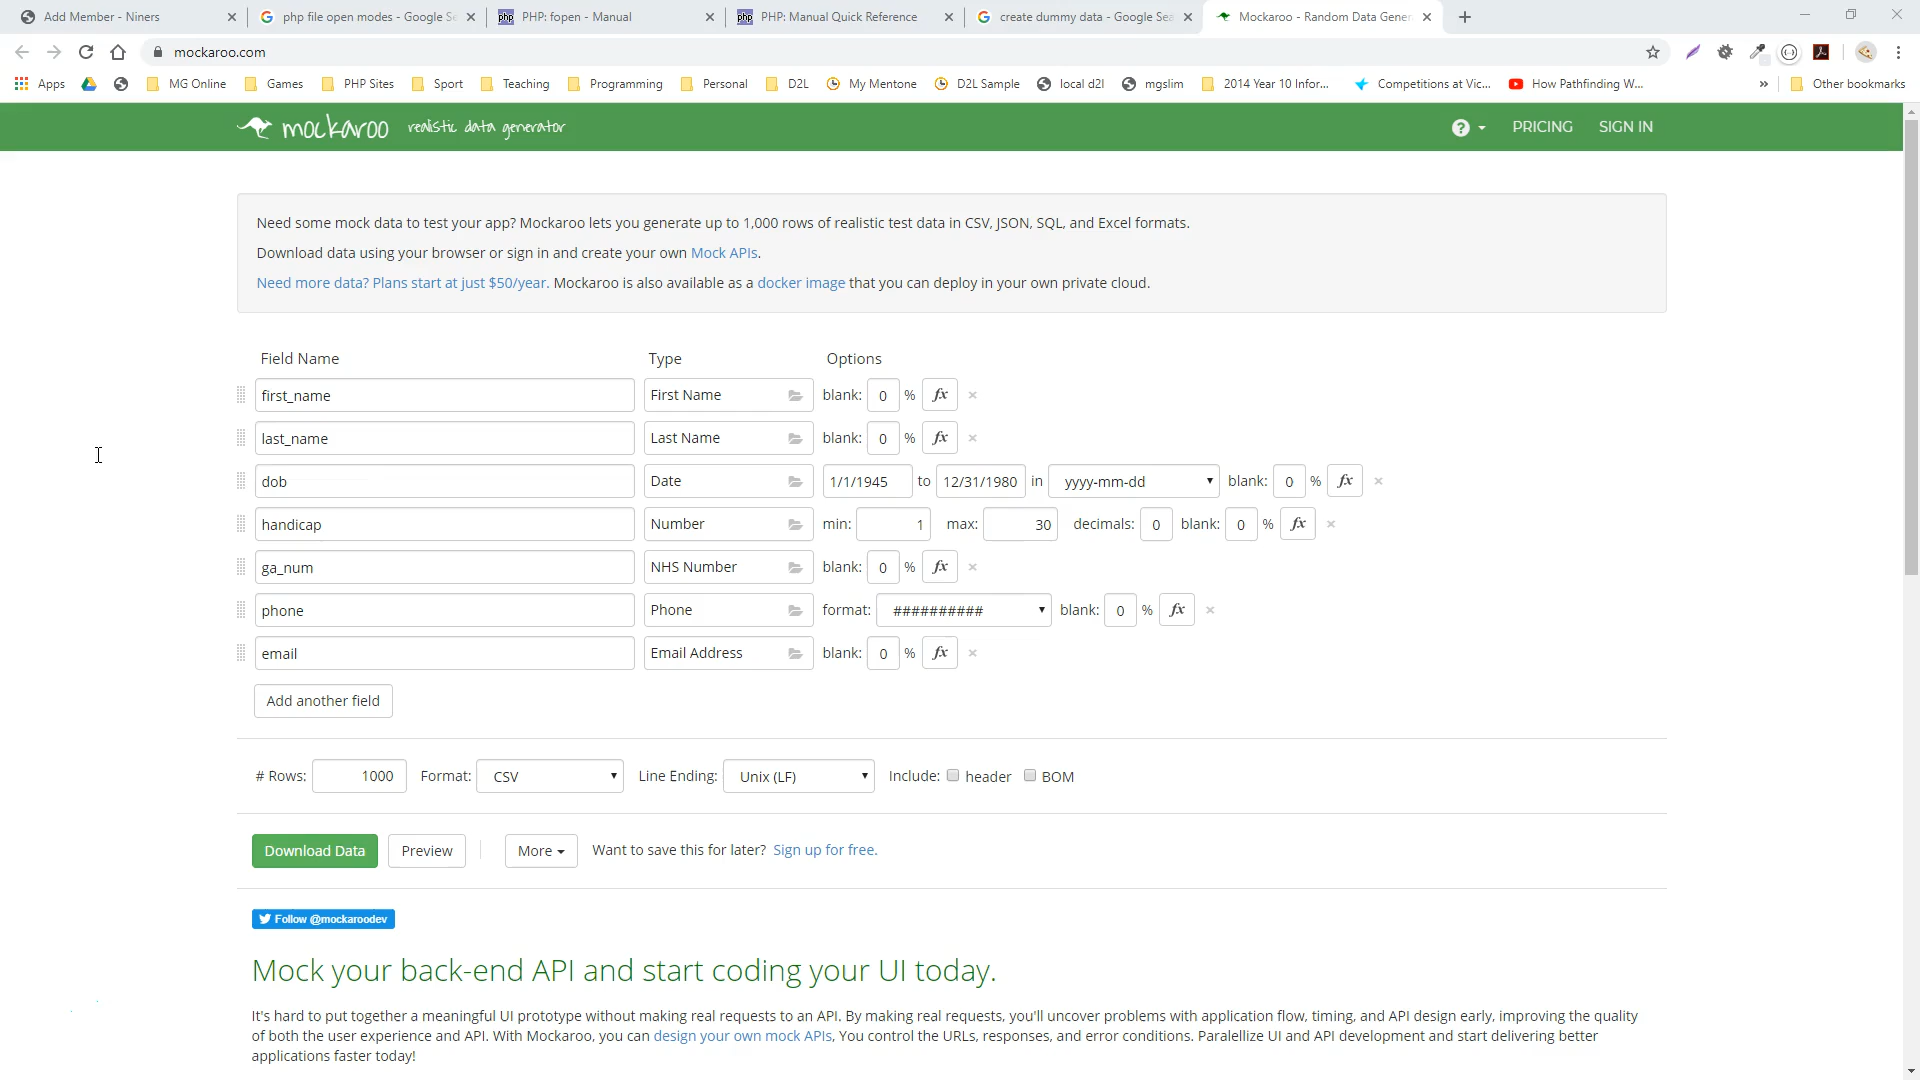 Add Member - Niners
php file open modes - Google Se
PHP: fopen - Manual
PHP: Manual Quick Reference
create dummy data - Google Sea
Mockaroo - Random Data Gener
mockaroo.com
Apps MG Online Games PHP Sites Sport Teaching Programming Personal D2L My Mentone D2L Sample local d2l mgslim 2014 Year 10 Infor... Competitions at Vic... How Pathfinding W... » Other bookmarks
mockaroo realistic data generator ? PRICING SIGN IN
Need some mock data to test your app? Mockaroo lets you generate up to 1,000 rows of realistic test data in CSV, JSON, SQL, and Excel formats.
Download data using your browser or sign in and create your own Mock APIs.
Need more data? Plans start at just $50/year. Mockaroo is also available as a docker image that you can deploy in your own private cloud.
Field Name Type Options
first_name First Name blank: 0 % fx ×
last_name Last Name blank: 0 % fx ×
dob Date 1/1/1945 to 12/31/1980 in yyyy-mm-dd blank: 0 % fx ×
handicap Number min: 1 max: 30 decimals: 0 blank: 0 % fx ×
ga_num NHS Number blank: 0 % fx ×
phone Phone format: ########## blank: 0 % fx ×
email Email Address blank: 0 % fx ×
Add another field
# Rows: 1000 Format: CSV Line Ending: Unix (LF) Include: header BOM
Download Data Preview More Want to save this for later? Sign up for free.
Follow @mockaroodev
Mock your back-end API and start coding your UI today.
It's hard to put together a meaningful UI prototype without making real requests to an API. By making real requests, you'll uncover problems with application flow, timing, and API design early, improving the quality
of both the user experience and API. With Mockaroo, you can design your own mock APIs, You control the URLs, responses, and error conditions. Paralellize UI and API development and start delivering better
applications faster today!